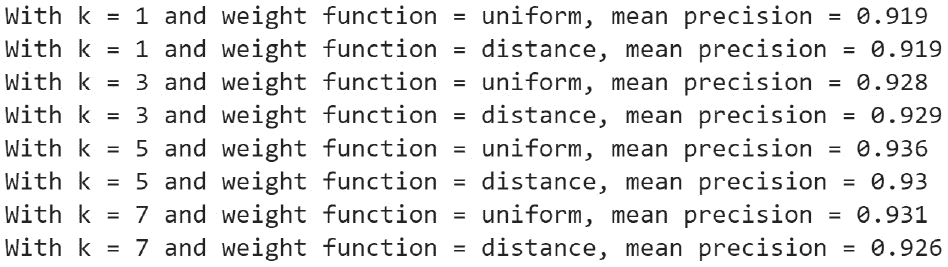 With k = 1 and weight function = uniform, mean precision = 0.919
With k = 1 and weight function = distance, mean precision = 0.919
With k = 3 and weight function = uniform, mean precision = 0.928
With k = 3 and weight function = distance, mean precision = 0.929
With k = 5 and weight function = uniform, mean precision = 0.936
With k = 5 and weight function = distance, mean precision = 0.93
With k = 7 and weight function = uniform, mean precision = 0.931
With k = 7 and weight function = distance, mean precision = 0.926